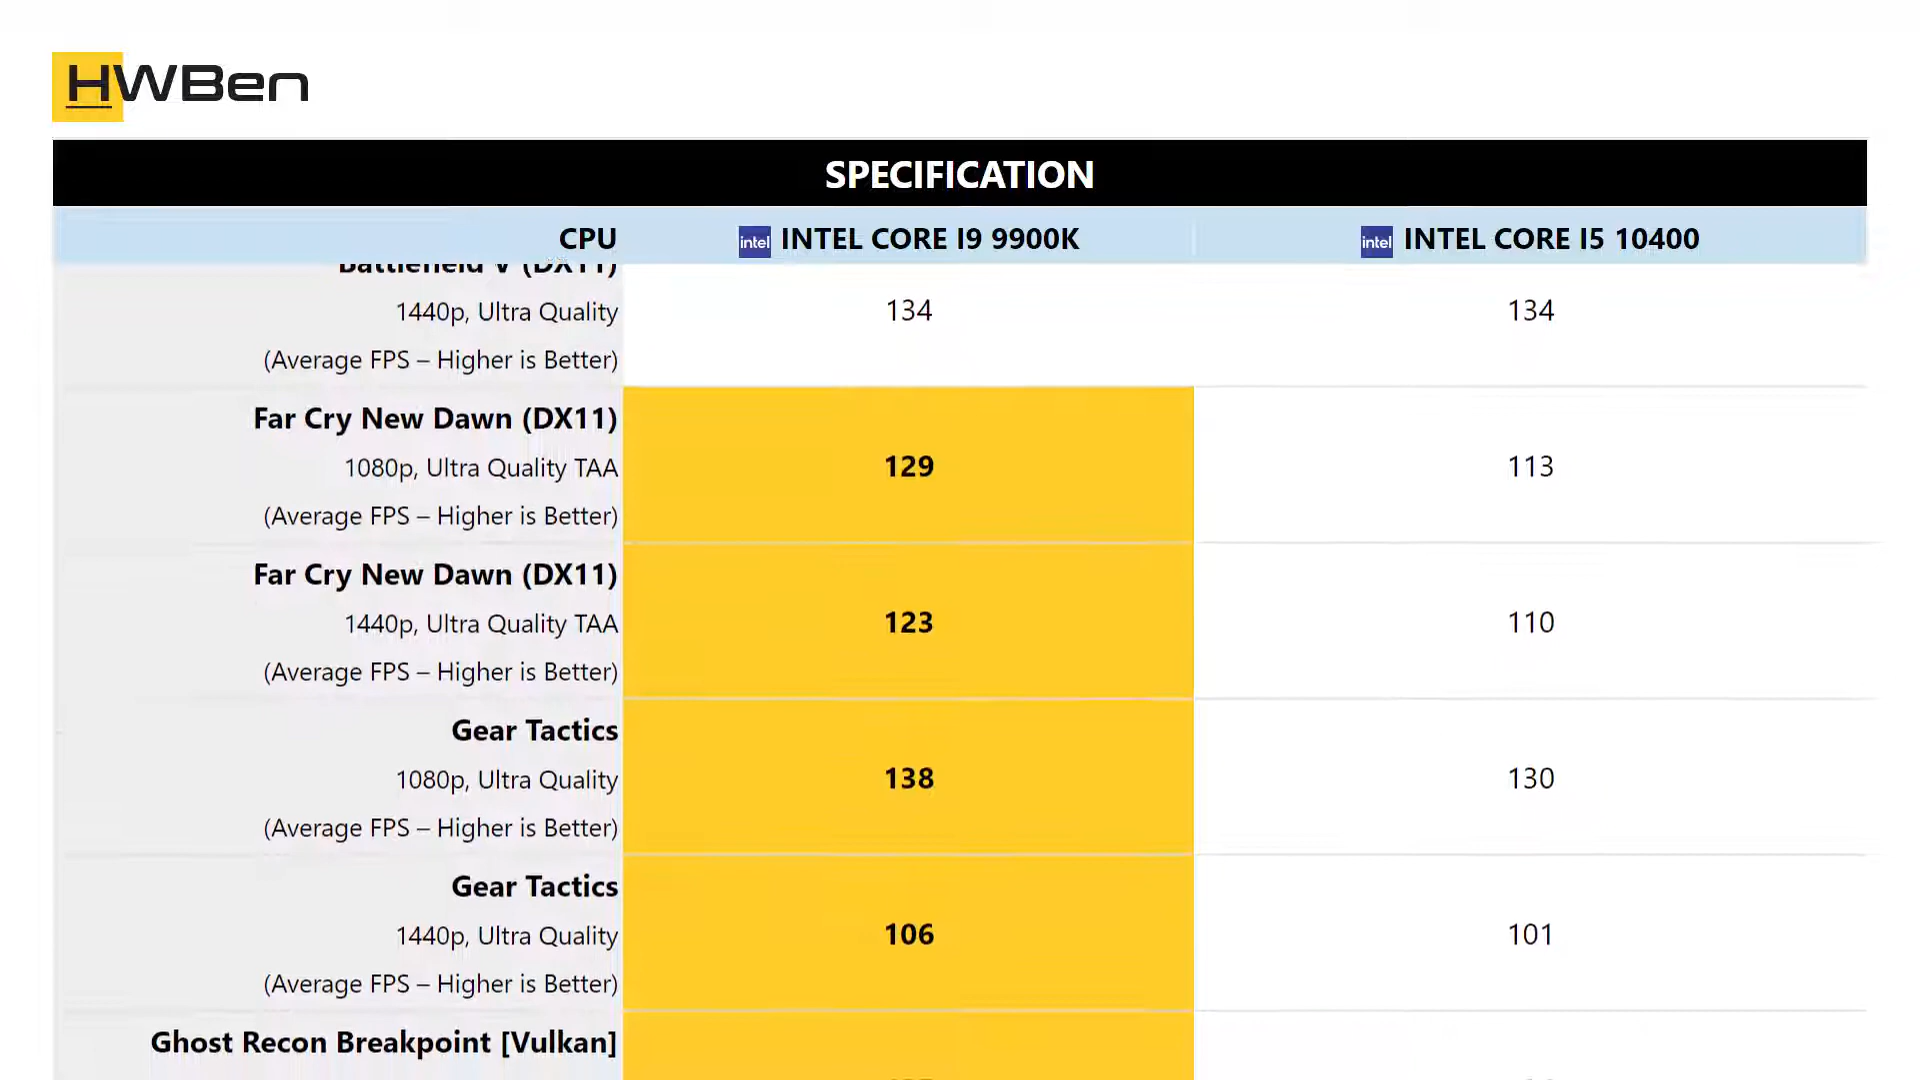 HWBen
SPECIFICATION
CPU intel INTEL CORE I9 9900K intel INTEL CORE I5 10400
Battlefield V (DX11)
1440p, Ultra Quality 134 134
(Average FPS – Higher is Better)
Far Cry New Dawn (DX11)
1080p, Ultra Quality TAA 129 113
(Average FPS – Higher is Better)
Far Cry New Dawn (DX11)
1440p, Ultra Quality TAA 123 110
(Average FPS – Higher is Better)
Gear Tactics
1080p, Ultra Quality 138 130
(Average FPS – Higher is Better)
Gear Tactics
1440p, Ultra Quality 106 101
(Average FPS – Higher is Better)
Ghost Recon Breakpoint [Vulkan]